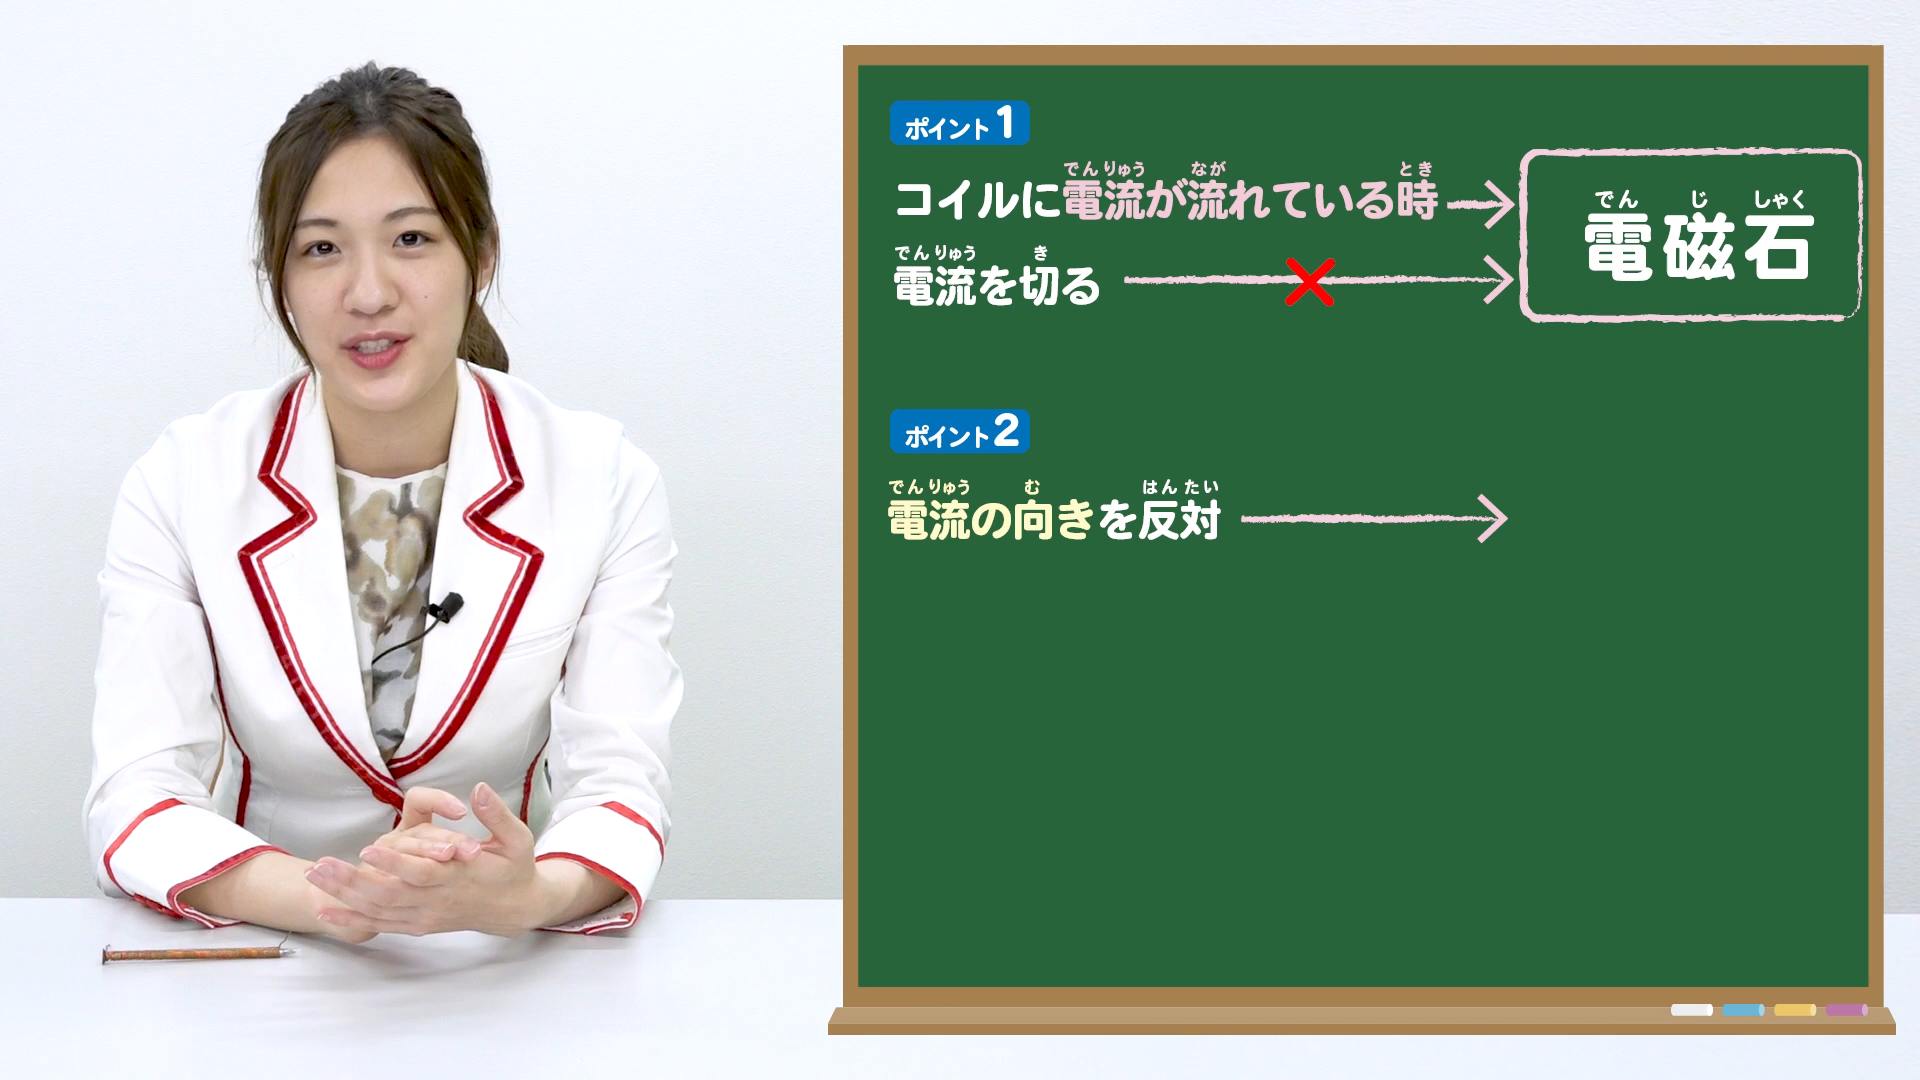 ポイント1
でんりゅう なが とき
コイルに電流が流れている時
でん じ しゃく
電磁石
でんりゅう き
電流を切る
ポイント2
でんりゅう む はんたい
電流の向きを反対